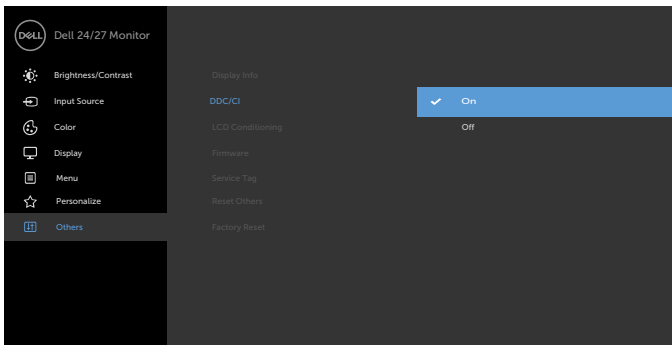 DELL Dell 24/27 Monitor
Brightness/Contrast
Input Source
Color
Display
Menu
Personalize
Others
Display Info
DDC/CI
LCD Conditioning
Firmware
Service Tag
Reset Others
Factory Reset
On
Off